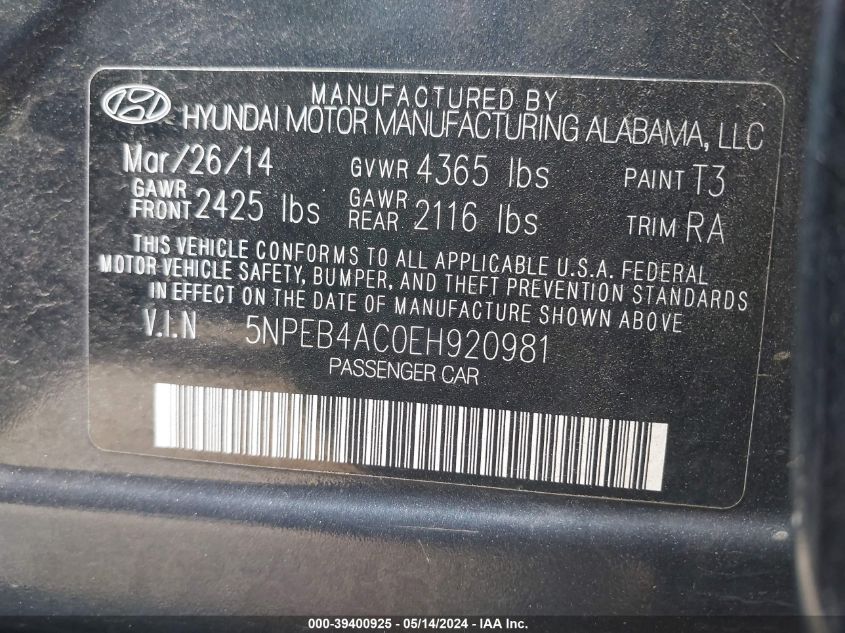 MANUFACTURED BY
HYUNDAI MOTOR MANUFACTURING ALABAMA, LLC
Mar/26/14 GVWR 4365 lbs PAINT T3
GAWR FRONT 2425 lbs GAWR REAR 2116 lbs TRIM RA
THIS VEHICLE CONFORMS TO ALL APPLICABLE U.S.A. FEDERAL
MOTOR VEHICLE SAFETY, BUMPER, AND THEFT PREVENTION STANDARDS
IN EFFECT ON THE DATE OF MANUFACTURE SHOWN ABOVE
V.I.N 5NPEB4AC0EH920981
PASSENGER CAR
000-39400925 - 05/14/2024 - IAA Inc.